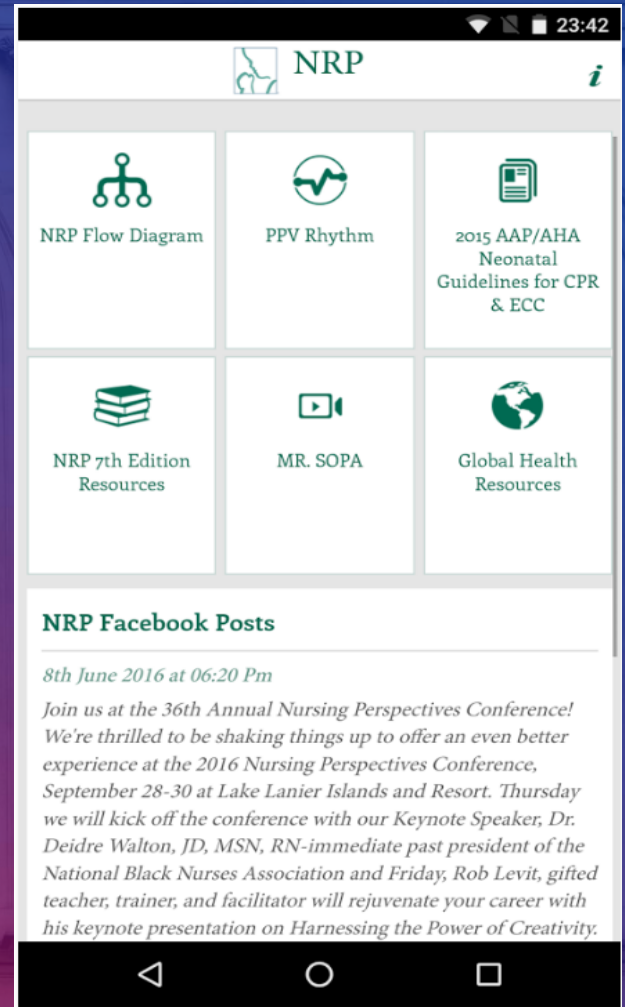 23:42
NRP
i
NRP Flow Diagram
PPV Rhythm
2015 AAP/AHA
Neonatal
Guidelines for CPR
& ECC
NRP 7th Edition
Resources
MR. SOPA
Global Health
Resources
NRP Facebook Posts
8th June 2016 at 06:20 Pm
Join us at the 36th Annual Nursing Perspectives Conference!
We're thrilled to be shaking things up to offer an even better
experience at the 2016 Nursing Perspectives Conference,
September 28-30 at Lake Lanier Islands and Resort. Thursday
we will kick off the conference with our Keynote Speaker, Dr.
Deidre Walton, JD, MSN, RN-immediate past president of the
National Black Nurses Association and Friday, Rob Levit, gifted
teacher, trainer, and facilitator will rejuvenate your career with
his keynote presentation on Harnessing the Power of Creativity.